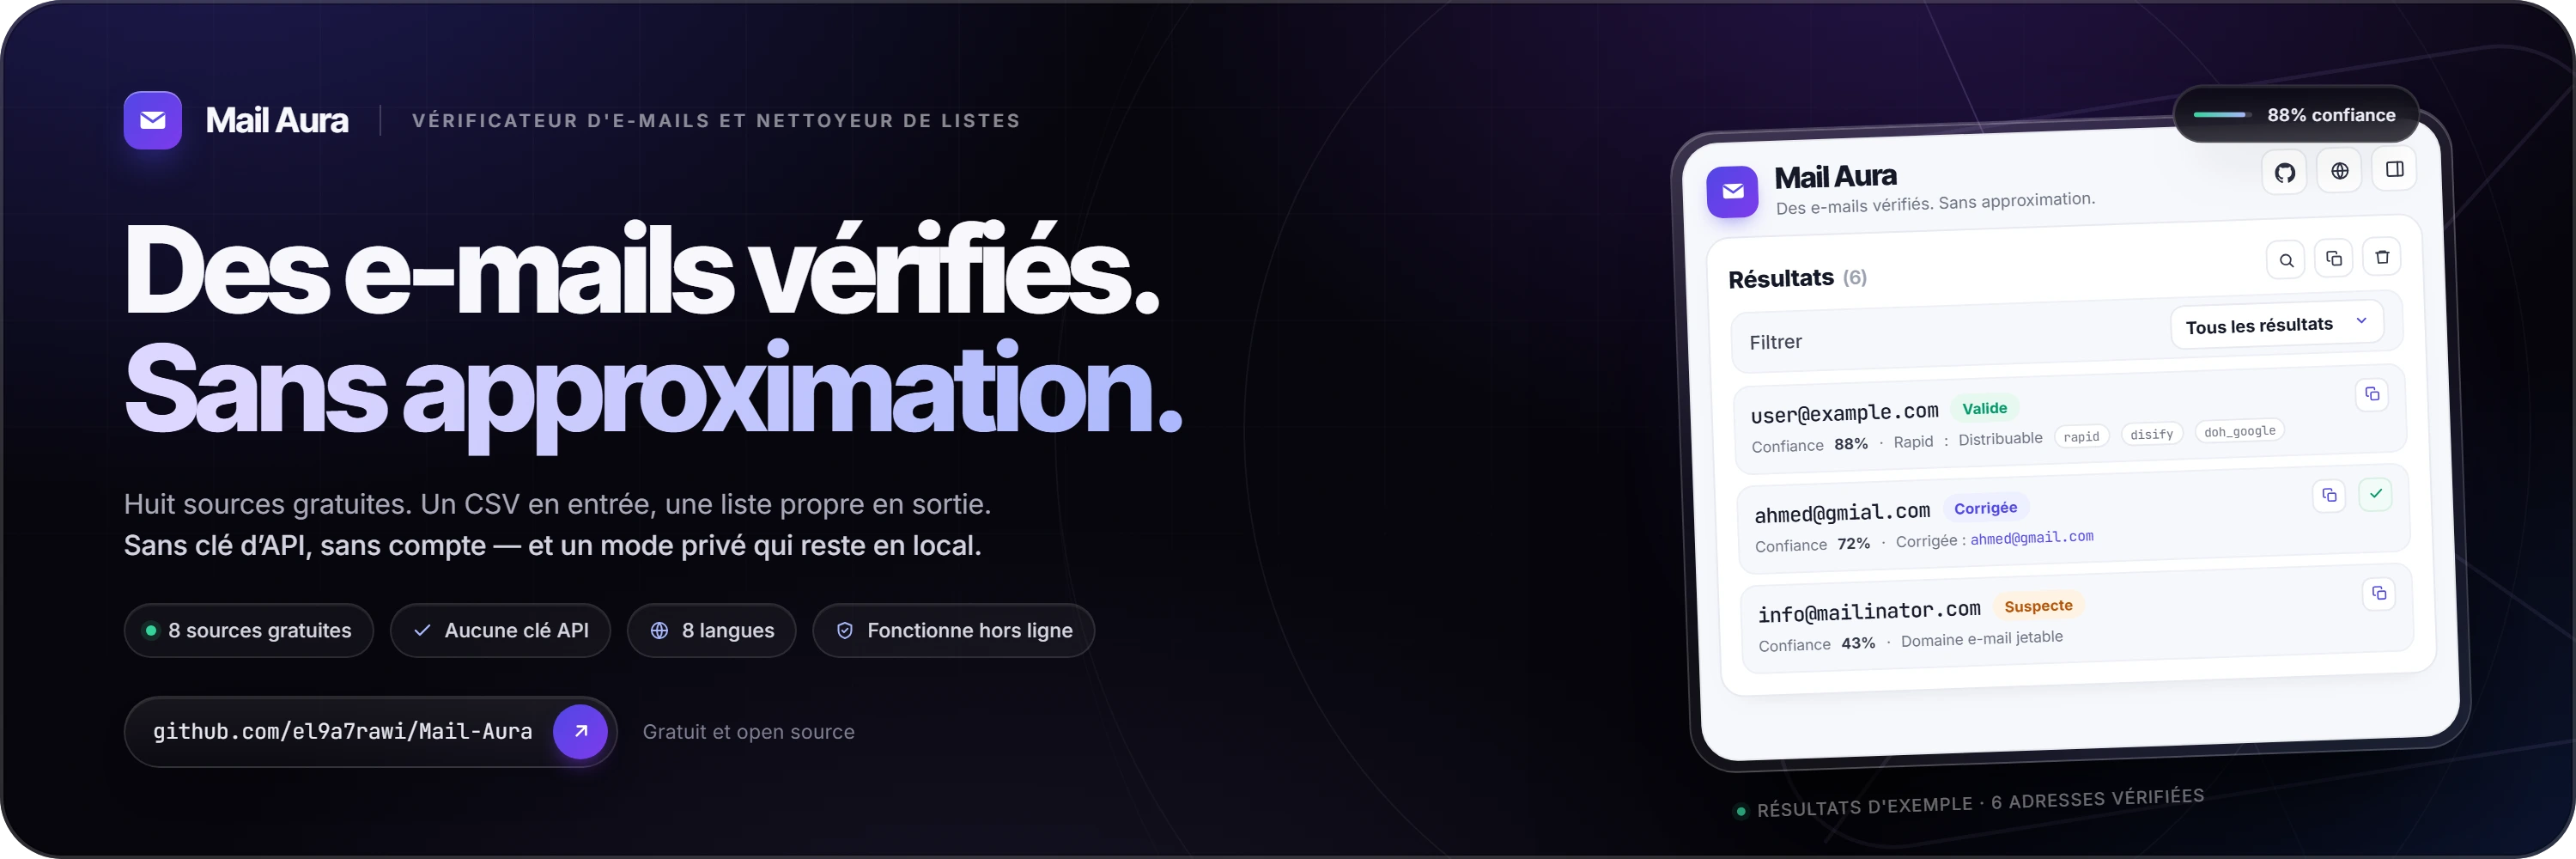 Mail Aura
VÉRIFICATEUR D'E-MAILS ET NETTOYEUR DE LISTES
Des e-mails vérifiés.
Sans approximation.
Huit sources gratuites. Un CSV en entrée, une liste propre en sortie.
Sans clé d’API, sans compte — et un mode privé qui reste en local.
8 sources gratuites
Aucune clé API
8 langues
Fonctionne hors ligne
github.com/el9a7rawi/Mail-Aura
Gratuit et open source
88% confiance
Mail Aura
Des e-mails vérifiés. Sans approximation.
Résultats (6)
Filtrer
Tous les résultats
user@example.com Valide
Confiance 88% · Rapid : Distribuable rapid disify doh_google
ahmed@gmial.com Corrigée
Confiance 72% · Corrigée : ahmed@gmail.com
info@mailinator.com Suspecte
Confiance 43% · Domaine e-mail jetable
RÉSULTATS D'EXEMPLE · 6 ADRESSES VÉRIFIÉES